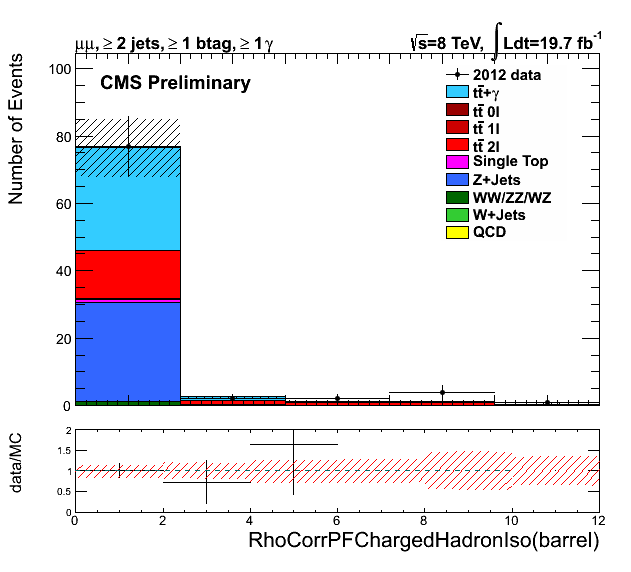 μμ, ≥ 2 jets, ≥ 1 btag, ≥ 1 γ
√s=8 TeV, ∫ Ldt=19.7 fb⁻¹
CMS Preliminary
2012 data
tt̄+γ
tt̄ 0l
tt̄ 1l
tt̄ 2l
Single Top
Z+Jets
WW/ZZ/WZ
W+Jets
QCD
Number of Events
100
80
60
40
20
0
data/MC
2
1.5
1
0.5
0
0 2 4 6 8 10 12
RhoCorrPFChargedHadronIso(barrel)